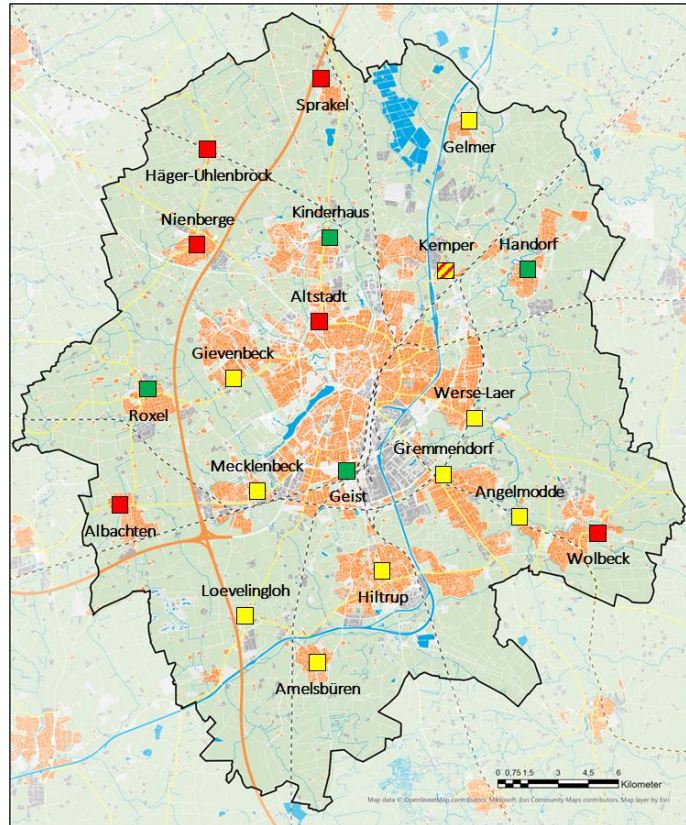 Sprakel
Gelmer
Häger-Uhlenbrock
Nienberge
Kinderhaus
Kemper
Handorf
Altstadt
Gievenbeck
Roxel
Werse-Laer
Mecklenbeck
Geist
Gremmendorf
Angelmodde
Albachten
Wolbeck
Loevelingloh
Hiltrup
Amelsbüren
0 0,75 1,5 3 4,5 6
Kilometer
Map data © OpenStreetMap contributors, Microsoft, Esri Community Maps contributors, Map layer by Esri